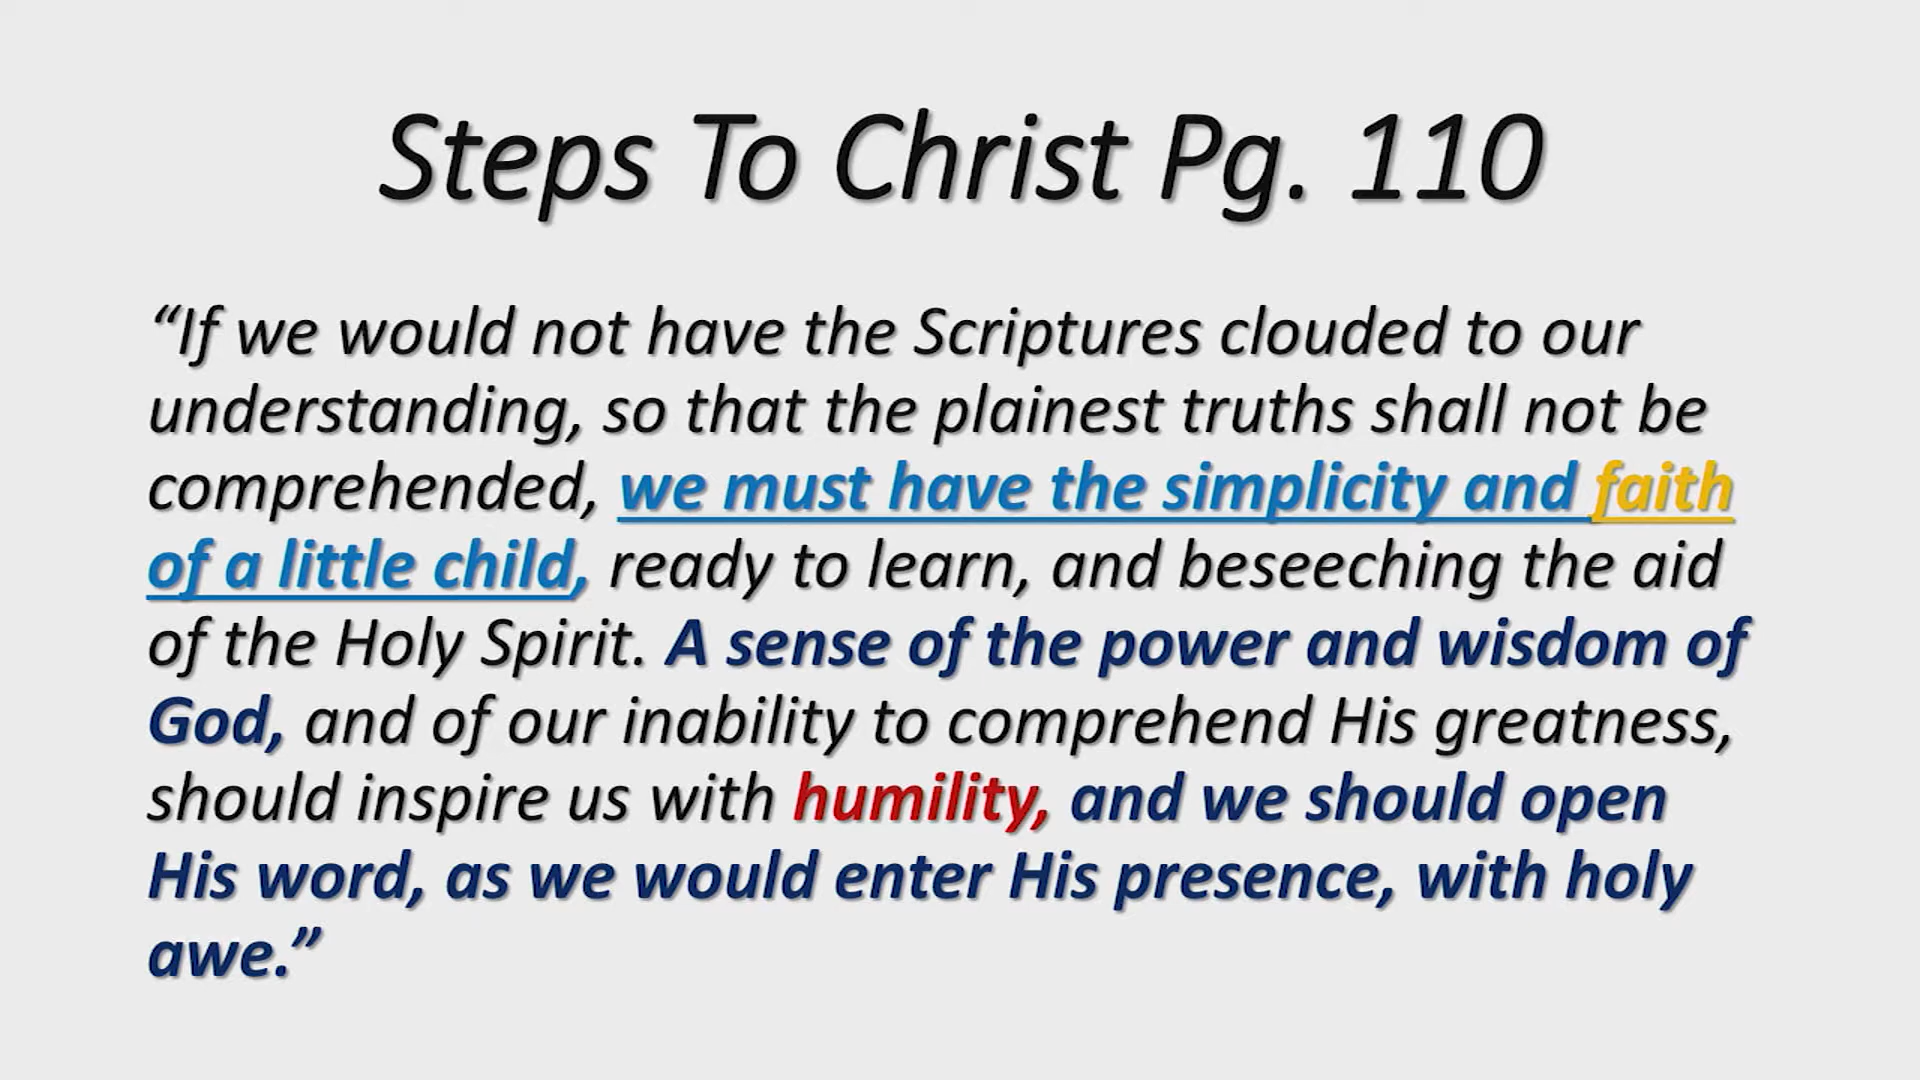 Steps To Christ Pg. 110
“If we would not have the Scriptures clouded to our
understanding, so that the plainest truths shall not be
comprehended, we must have the simplicity and faith
of a little child, ready to learn, and beseeching the aid
of the Holy Spirit. A sense of the power and wisdom of
God, and of our inability to comprehend His greatness,
should inspire us with humility, and we should open
His word, as we would enter His presence, with holy
awe.”